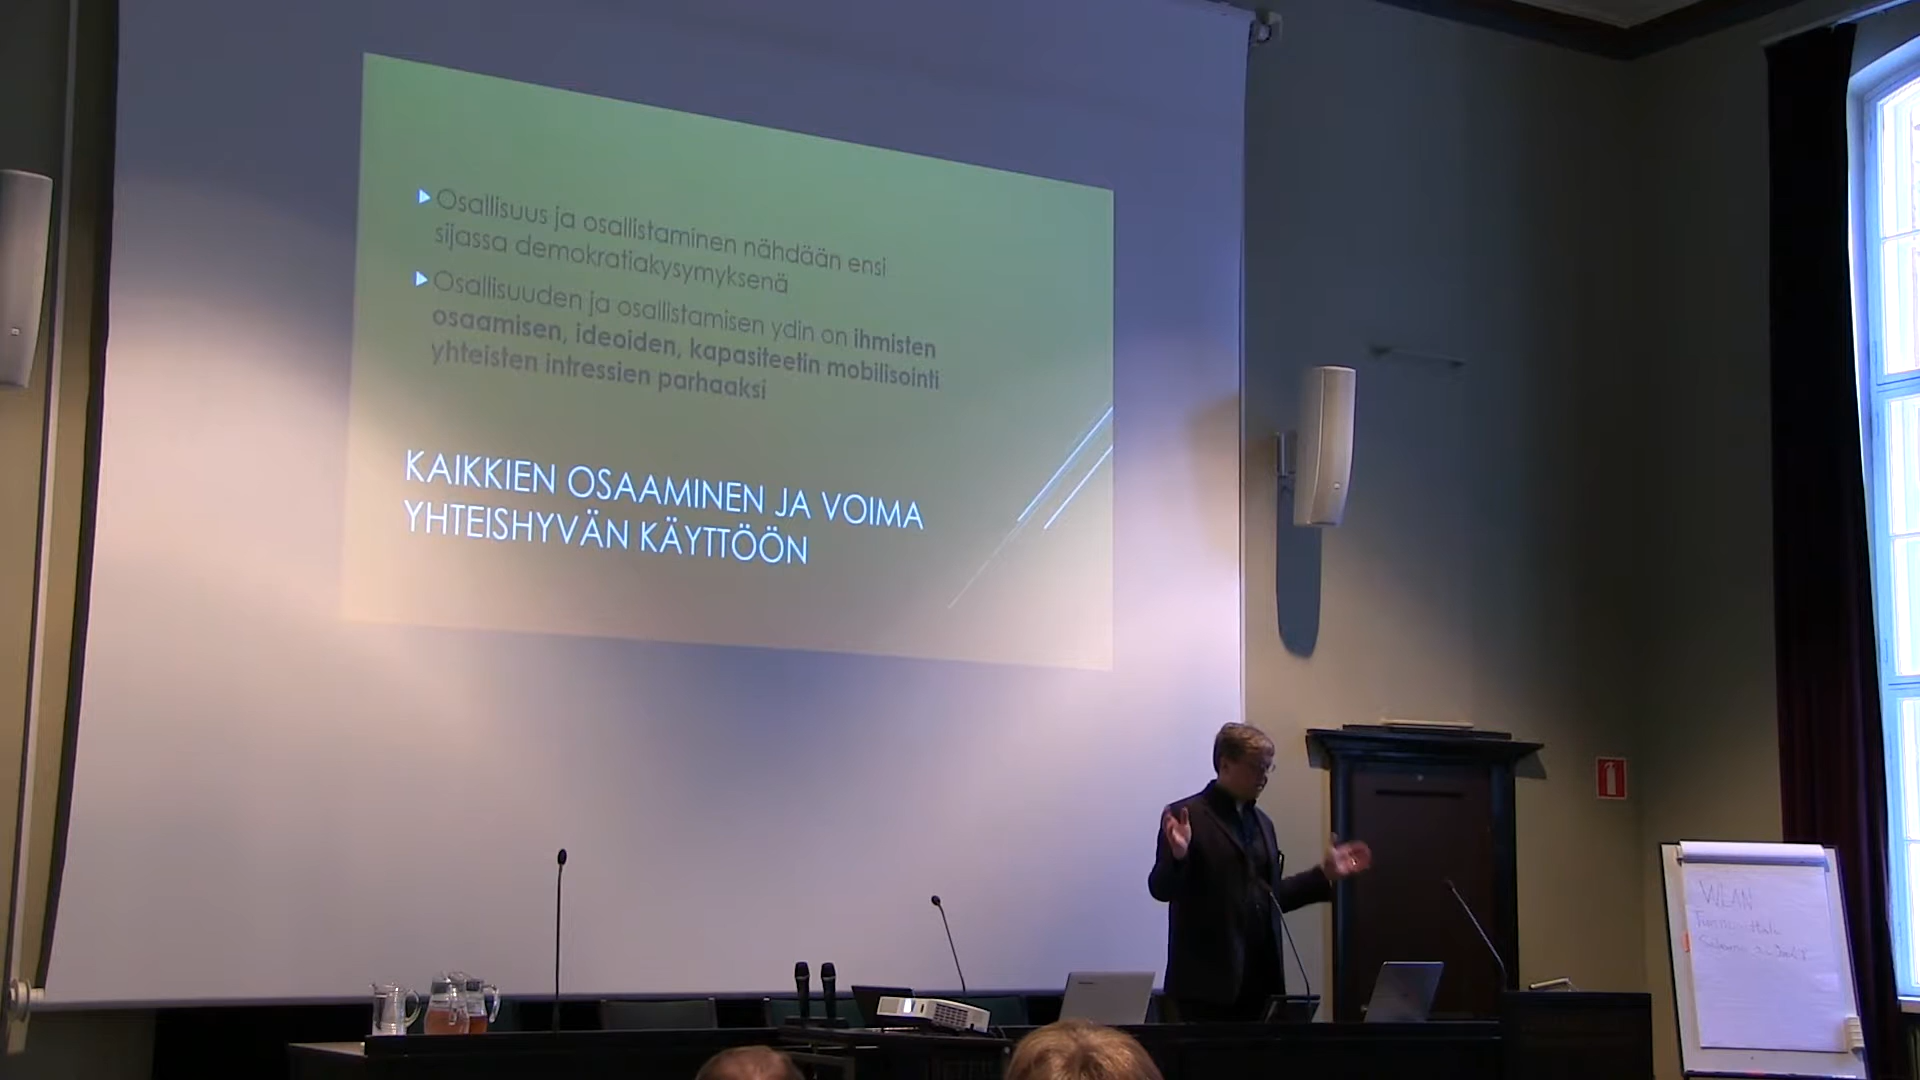 Osallisuus ja osallistaminen nähdään ensi
sijassa demokratiakysymyksenä
Osallisuuden ja osallistamisen ydin on ihmisten
osaamisen, ideoiden, kapasiteetin mobilisointi
yhteisten intressien parhaaksi
KAIKKIEN OSAAMINEN JA VOIMA
YHTEISHYVÄN KÄYTTÖÖN
WLAN